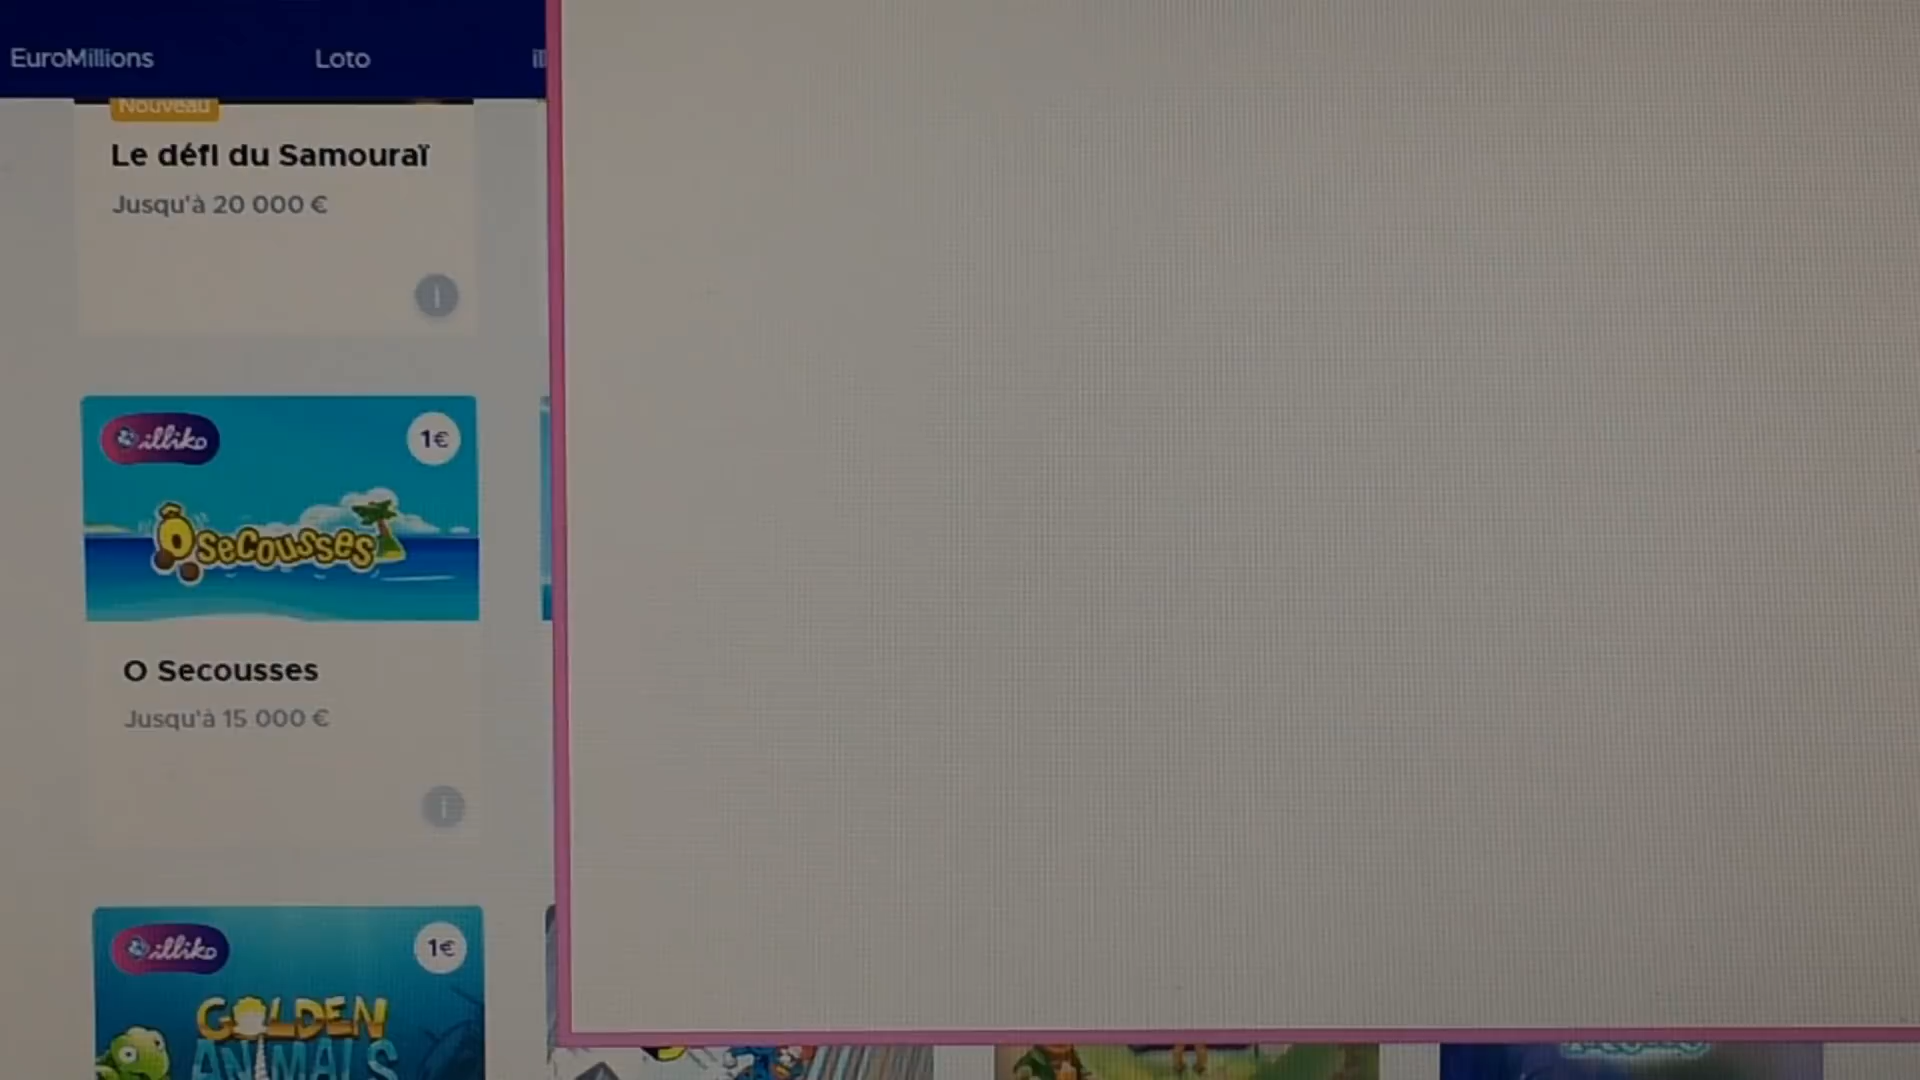 EuroMillions
Loto
ill
Nouveau
Le défi du Samouraï
Jusqu'à 20 000 €
i
illiko
1€
Ô secousses
O Secousses
Jusqu'à 15 000 €
i
illiko
1€
GOLDEN
ANIMALS